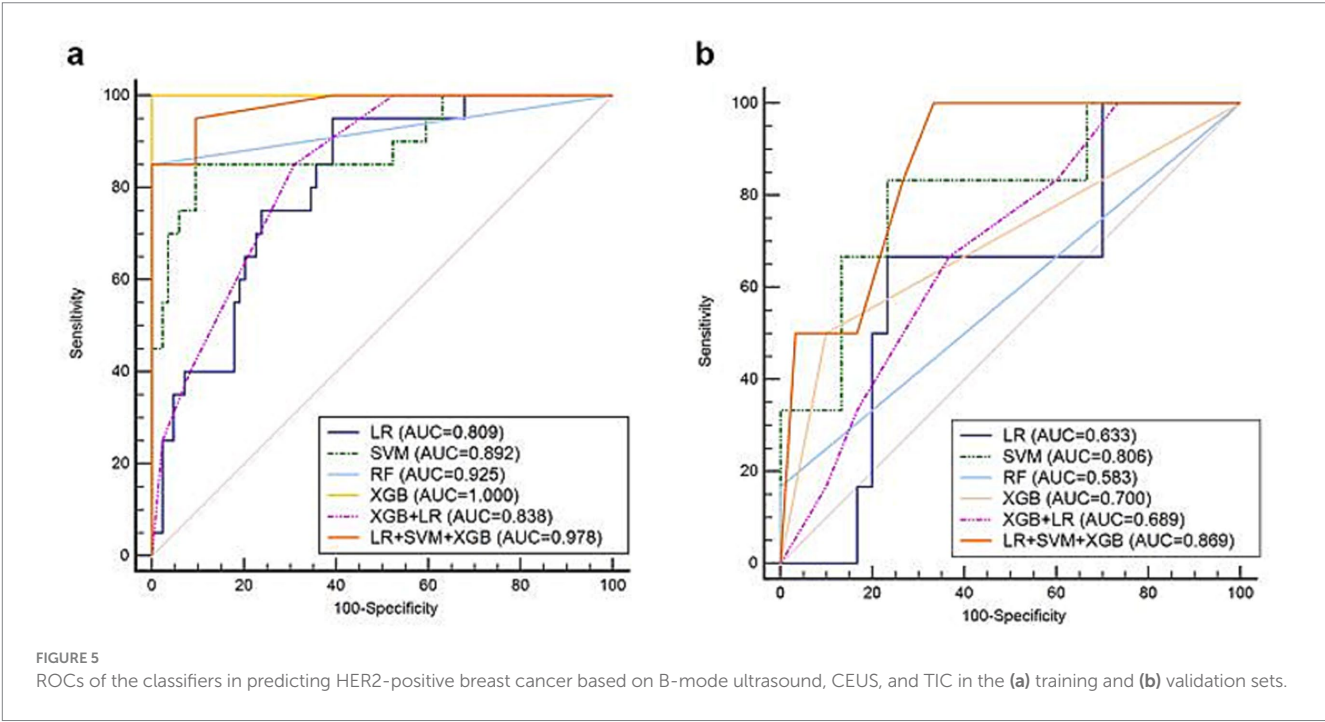 a
100
80
60
40
20
0
Sensitivity
LR (AUC=0.809)
SVM (AUC=0.892)
RF (AUC=0.925)
XGB (AUC=1.000)
XGB+LR (AUC=0.838)
LR+SVM+XGB (AUC=0.978)
0 20 40 60 80 100
100-Specificity
b
100
80
60
40
20
0
Sensitivity
LR (AUC=0.633)
SVM (AUC=0.806)
RF (AUC=0.583)
XGB (AUC=0.700)
XGB+LR (AUC=0.689)
LR+SVM+XGB (AUC=0.869)
0 20 40 60 80 100
100-Specificity
FIGURE 5
ROCs of the classifiers in predicting HER2-positive breast cancer based on B-mode ultrasound, CEUS, and TIC in the (a) training and (b) validation sets.